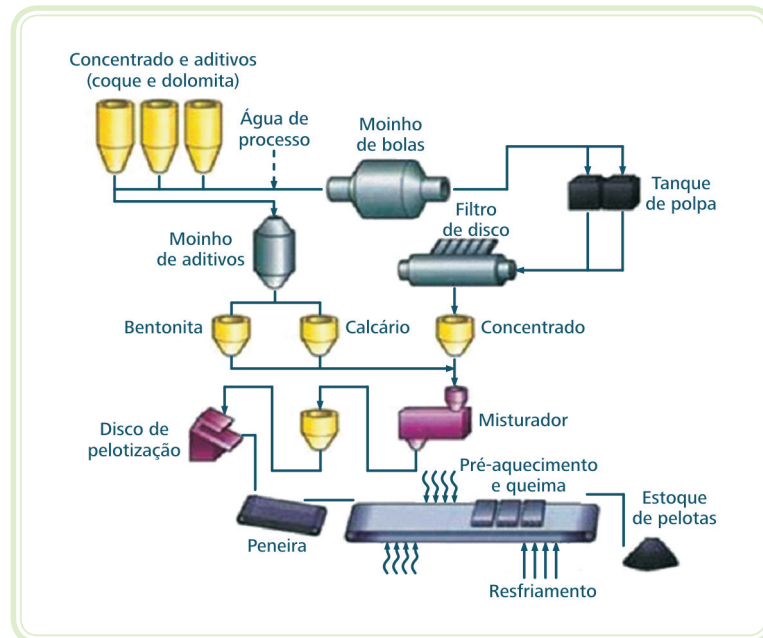 Concentrado e aditivos
(coque e dolomita)
Água de
processo
Moinho
de bolas
Tanque
de polpa
Filtro
de disco
Moinho
de aditivos
Bentonita
Calcário
Concentrado
Disco de
pelotização
Misturador
Pré-aquecimento
e queima
Estoque
de pelotas
Peneira
Resfriamento